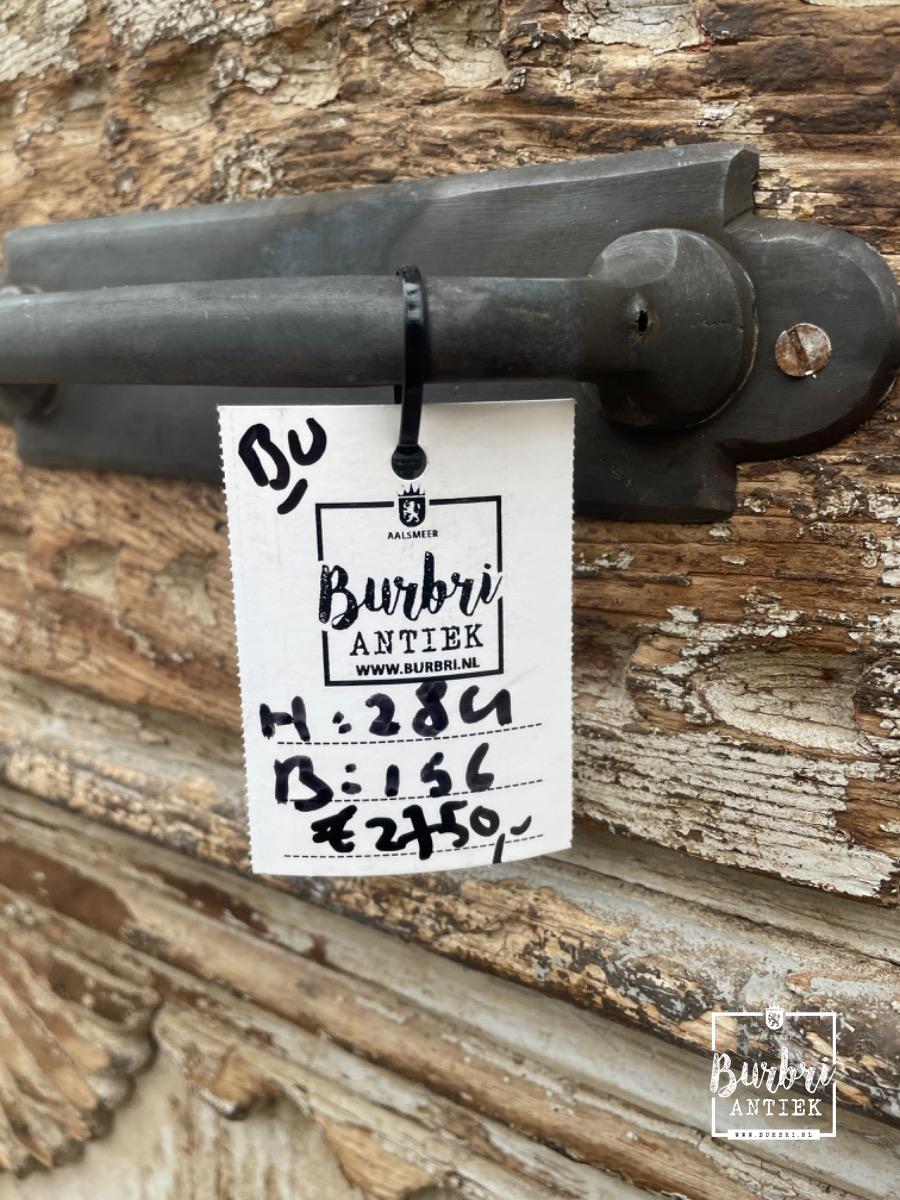 BU
AALSMEER
Burbri
ANTIEK
WWW.BURBRI.NL
H: 284
B: 156
€ 2750,-
Burbri
ANTIEK
WWW.BURBRI.NL